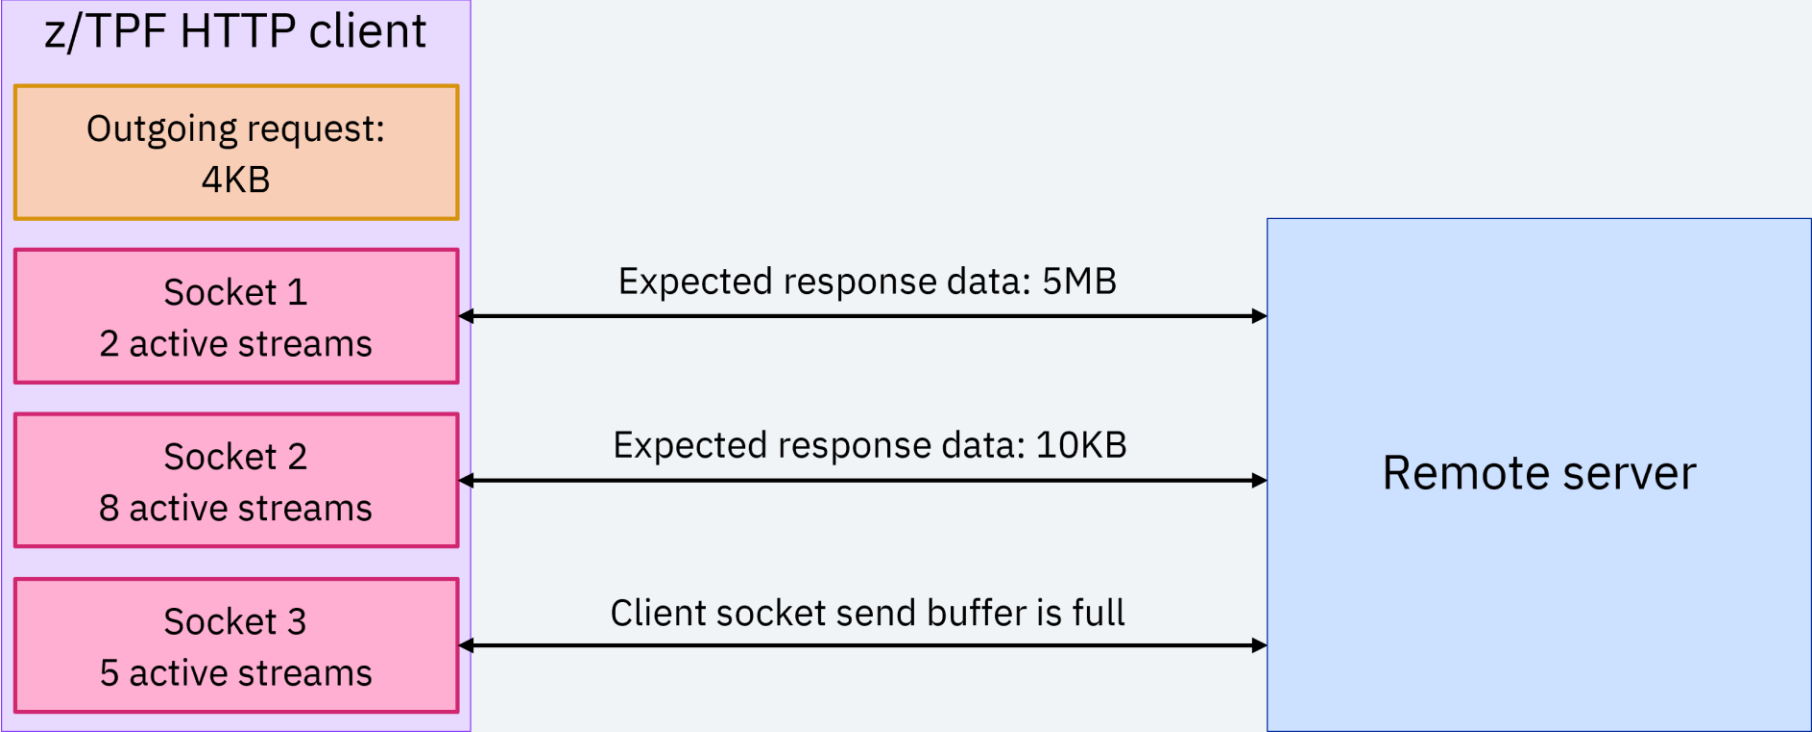 z/TPF HTTP client
Outgoing request:
4KB
Socket 1
2 active streams
Expected response data: 5MB
Socket 2
8 active streams
Expected response data: 10KB
Socket 3
5 active streams
Client socket send buffer is full
Remote server